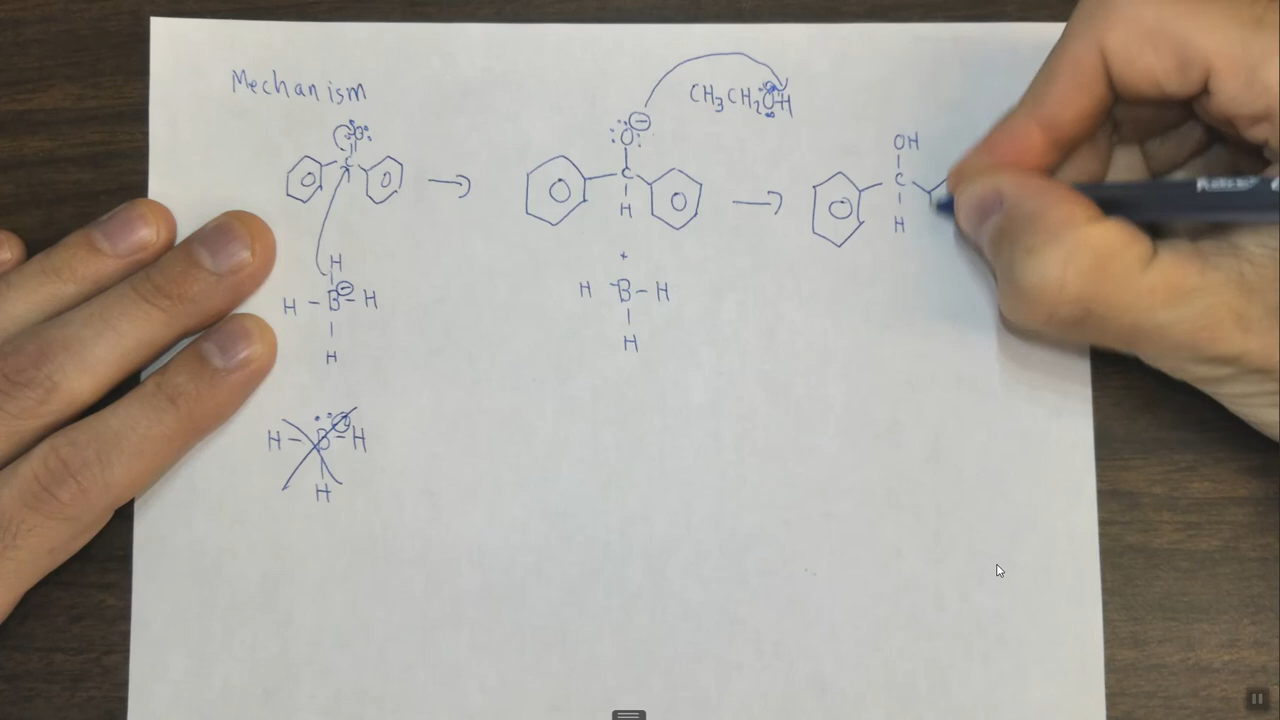 Mechanism
CH3CH2OH
:O:
C
H
H - B⊖ - H
H
:O:⊖
C
H
+
H - B - H
H
OH
C
H
H - B - H
H